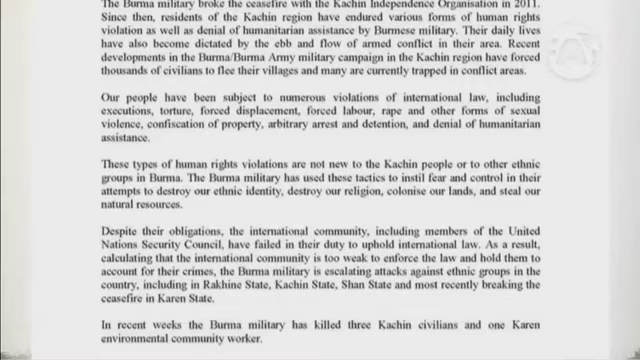 The Burma military broke the ceasefire with the Kachin Independence Organisation in 2011.
Since then, residents of the Kachin region have endured various forms of human rights
violation as well as denial of humanitarian assistance by Burmese military. Their daily lives
have also become dictated by the ebb and flow of armed conflict in their area. Recent
developments in the Burma/Burma Army military campaign in the Kachin region have forced
thousands of civilians to flee their villages and many are currently trapped in conflict areas.
Our people have been subject to numerous violations of international law, including
executions, torture, forced displacement, forced labour, rape and other forms of sexual
violence, confiscation of property, arbitrary arrest and detention, and denial of humanitarian
assistance.
These types of human rights violations are not new to the Kachin people or to other ethnic
groups in Burma. The Burma military has used these tactics to instil fear and control in their
attempts to destroy our ethnic identity, destroy our religion, colonise our lands, and steal our
natural resources.
Despite their obligations, the international community, including members of the United
Nations Security Council, have failed in their duty to uphold international law. As a result,
calculating that the international community is too weak to enforce the law and hold them to
account for their crimes, the Burma military is escalating attacks against ethnic groups in the
country, including in Rakhine State, Kachin State, Shan State and most recently breaking the
ceasefire in Karen State.
In recent weeks the Burma military has killed three Kachin civilians and one Karen
environmental community worker.